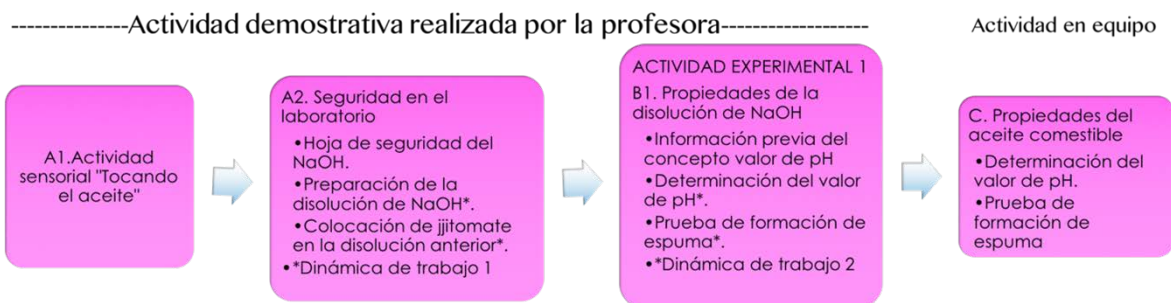 ---------------Actividad demostrativa realizada por la profesora-------------------
Actividad en equipo
A1.Actividad
sensorial "Tocando
el aceite"
A2. Seguridad en el
laboratorio
•Hoja de seguridad del
NaOH.
•Preparación de la
disolución de NaOH*.
•Colocación de jjitomate
en la disolución anterior*.
•*Dinámica de trabajo 1
ACTIVIDAD EXPERIMENTAL 1
B1. Propiedades de la
disolución de NaOH
•Información previa del
concepto valor de pH
•Determinación del valor
de pH*.
•Prueba de formación de
espuma*.
•*Dinámica de trabajo 2
C. Propiedades del
aceite comestible
•Determinación del
valor de pH.
•Prueba de
formación de
espuma